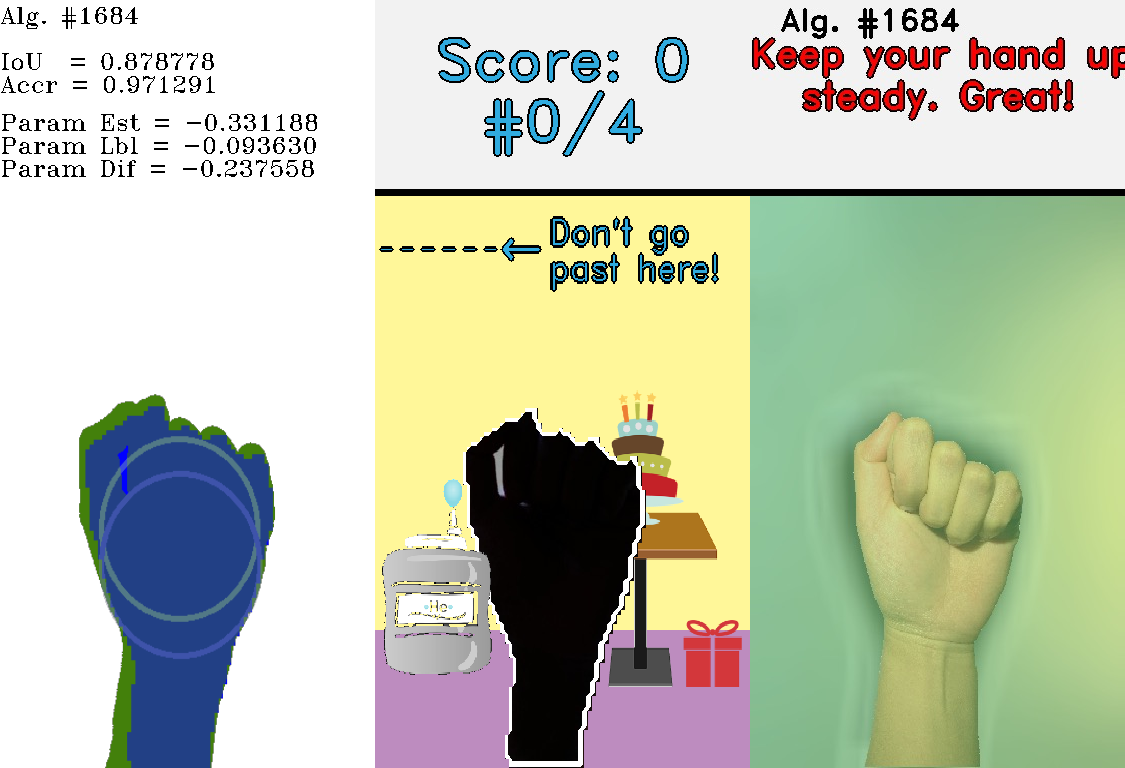 Alg. #1684
IoU = 0.878778
Accr = 0.971291
Param Est = −0.331188
Param Lbl = −0.093630
Param Dif = −0.237558
Score: 0
#0/4
Don't go
past here!
Alg. #1684
Keep your hand up
steady. Great!